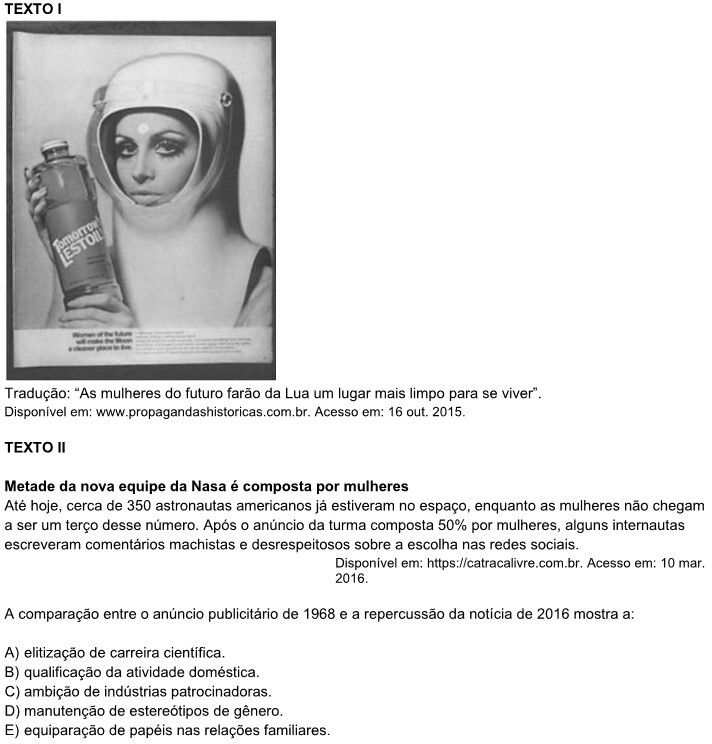 TEXTO I
Tomorrow's
LESTOIL
Women of the future
will make the Moon
a cleaner place to live.
Tradução: “As mulheres do futuro farão da Lua um lugar mais limpo para se viver”.
Disponível em: www.propagandashistoricas.com.br. Acesso em: 16 out. 2015.
TEXTO II
Metade da nova equipe da Nasa é composta por mulheres
Até hoje, cerca de 350 astronautas americanos já estiveram no espaço, enquanto as mulheres não chegam
a ser um terço desse número. Após o anúncio da turma composta 50% por mulheres, alguns internautas
escreveram comentários machistas e desrespeitosos sobre a escolha nas redes sociais.
Disponível em: https://catracalivre.com.br. Acesso em: 10 mar.
2016.
A comparação entre o anúncio publicitário de 1968 e a repercussão da notícia de 2016 mostra a:
A) elitização de carreira científica.
B) qualificação da atividade doméstica.
C) ambição de indústrias patrocinadoras.
D) manutenção de estereótipos de gênero.
E) equiparação de papéis nas relações familiares.